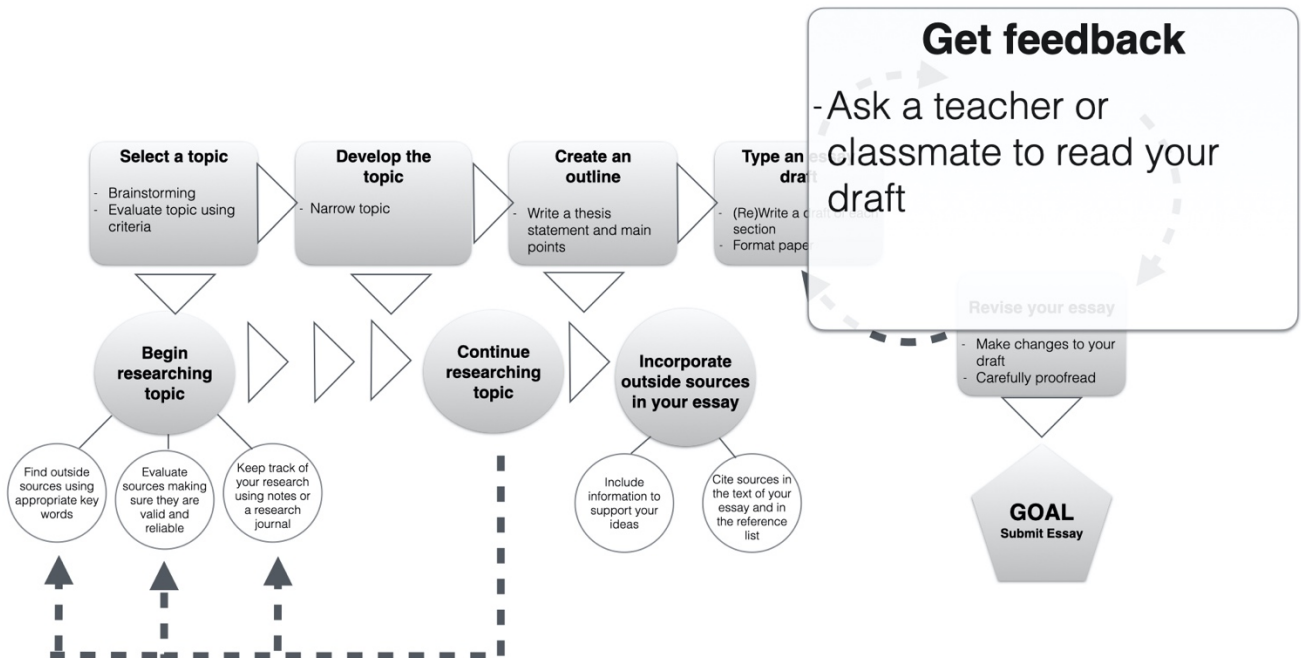 Get feedback
-Ask a teacher or
classmate to read your
draft
Select a topic
- Brainstorming
- Evaluate topic using
criteria
Develop the
topic
- Narrow topic
Create an
outline
- Write a thesis
statement and main
points
Type an essay
draft
- (Re)Write a draft of each
section
- Format paper
Revise your essay
- Make changes to your
draft
- Carefully proofread
Begin
researching
topic
Continue
researching
topic
Incorporate
outside sources
in your essay
Find outside
sources using
appropriate key
words
Evaluate
sources making
sure they are
valid and
reliable
Keep track of
your research
using notes or
a research
journal
Include
information to
support your
ideas
Cite sources in
the text of your
essay and in
the reference
list
GOAL
Submit Essay